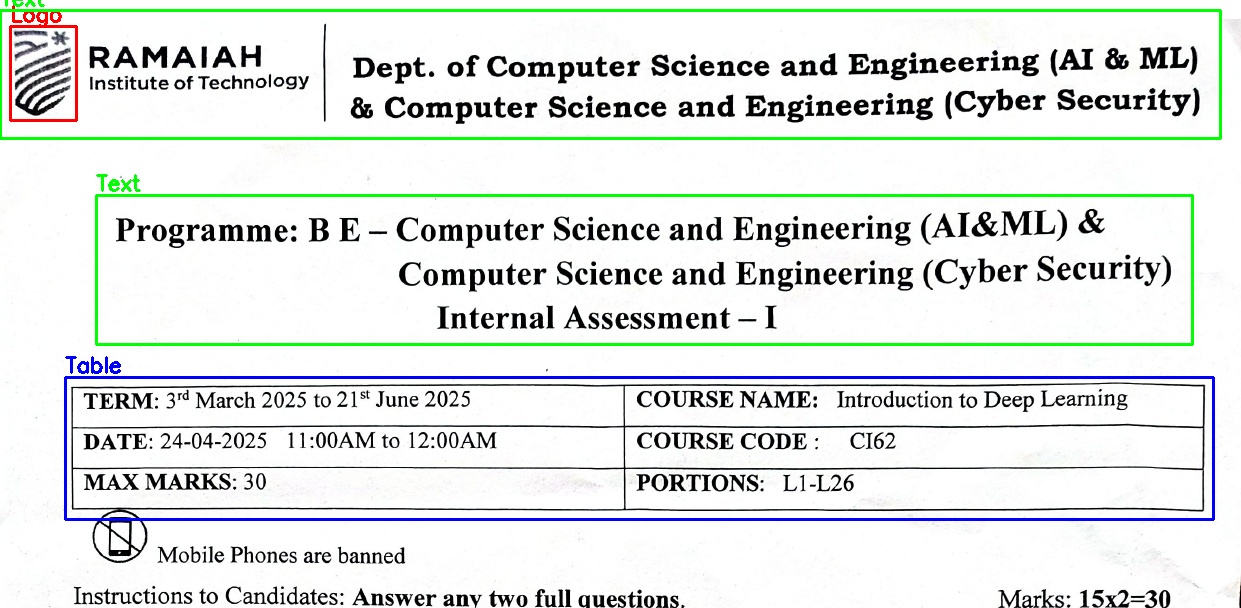 Text
Logo
RAMAIAH
Institute of Technology
Dept. of Computer Science and Engineering (AI & ML)
& Computer Science and Engineering (Cyber Security)
Text
Programme: B E – Computer Science and Engineering (AI&ML) &
Computer Science and Engineering (Cyber Security)
Internal Assessment – I
Table
TERM: 3rd March 2025 to 21st June 2025 COURSE NAME: Introduction to Deep Learning
DATE: 24-04-2025 11:00AM to 12:00AM COURSE CODE : CI62
MAX MARKS: 30 PORTIONS: L1-L26
Mobile Phones are banned
Instructions to Candidates: Answer any two full questions. Marks: 15x2=30